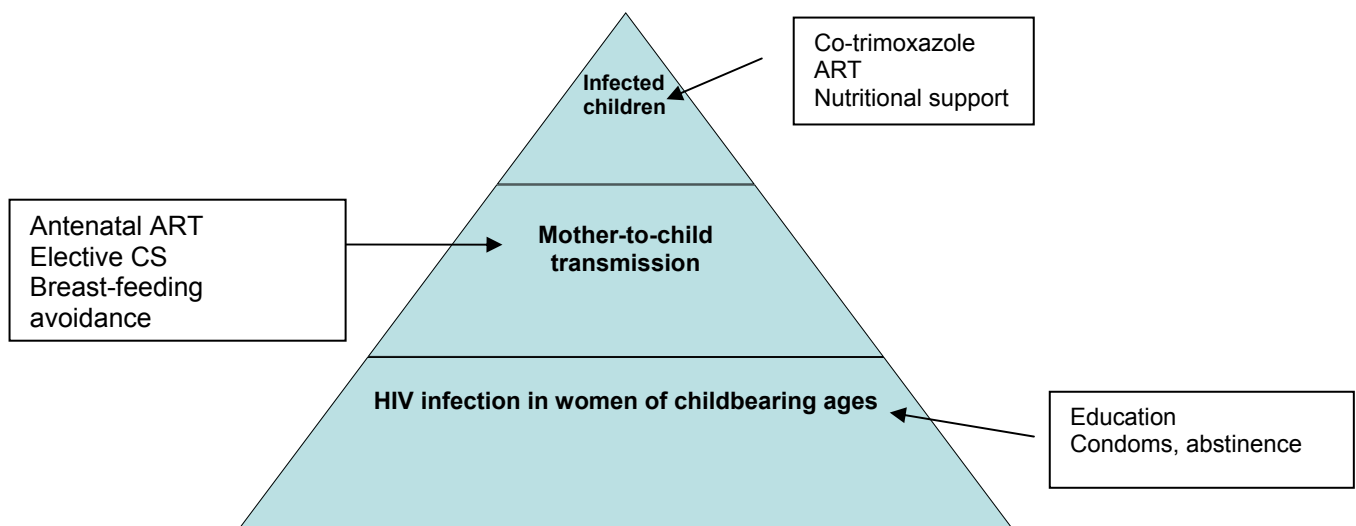 Co-trimoxazole
ART
Nutritional support
Infected
children
Antenatal ART
Elective CS
Breast-feeding
avoidance
Mother-to-child
transmission
HIV infection in women of childbearing ages
Education
Condoms, abstinence